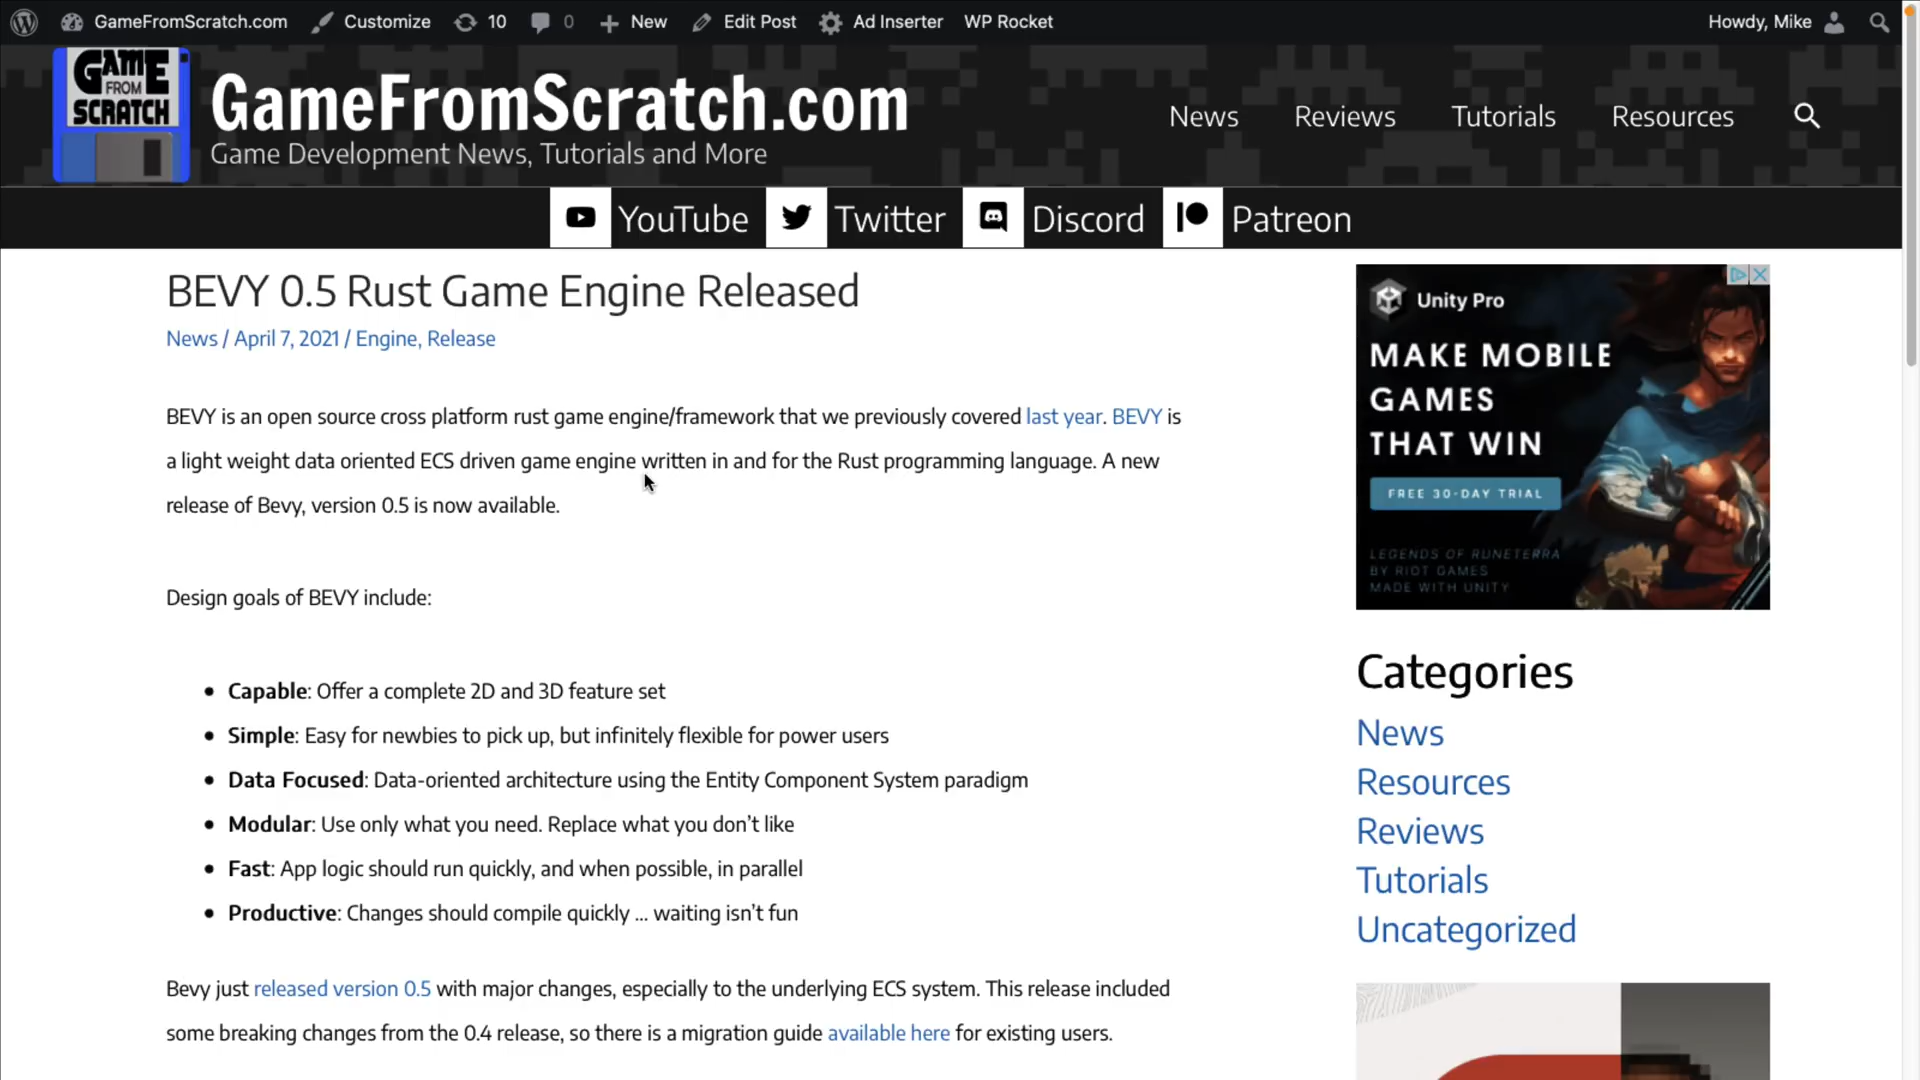 GameFromScratch.com Customize 10 0 New Edit Post Ad Inserter WP Rocket Howdy, Mike
GAME
FROM
SCRATCH
GameFromScratch.com
Game Development News, Tutorials and More
News Reviews Tutorials Resources
YouTube Twitter Discord Patreon
BEVY 0.5 Rust Game Engine Released
News / April 7, 2021 / Engine, Release
BEVY is an open source cross platform rust game engine/framework that we previously covered last year. BEVY is
a light weight data oriented ECS driven game engine written in and for the Rust programming language. A new
release of Bevy, version 0.5 is now available.
Design goals of BEVY include:
• Capable: Offer a complete 2D and 3D feature set
• Simple: Easy for newbies to pick up, but infinitely flexible for power users
• Data Focused: Data-oriented architecture using the Entity Component System paradigm
• Modular: Use only what you need. Replace what you don’t like
• Fast: App logic should run quickly, and when possible, in parallel
• Productive: Changes should compile quickly … waiting isn’t fun
Bevy just released version 0.5 with major changes, especially to the underlying ECS system. This release included
some breaking changes from the 0.4 release, so there is a migration guide available here for existing users.
Unity Pro
MAKE MOBILE
GAMES
THAT WIN
FREE 30-DAY TRIAL
LEGENDS OF RUNETERRA
BY RIOT GAMES
MADE WITH UNITY
Categories
News
Resources
Reviews
Tutorials
Uncategorized